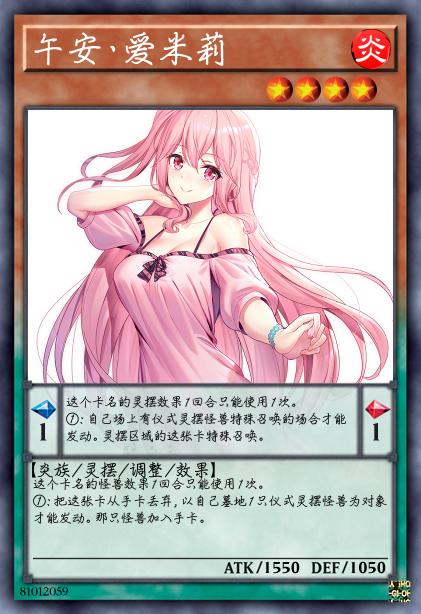 午安·爱米莉
炎
这个卡名的灵摆效果1回合只能使用1次。
①:自己场上有仪式灵摆怪兽特殊召唤的场合才能
发动。灵摆区域的这张卡特殊召唤。
1
1
【炎族/灵摆/调整/效果】
这个卡名的怪兽效果1回合只能使用1次。
①:把这张卡从手卡丢弃,以自己墓地1只仪式灵摆怪兽为对象
才能发动。那只怪兽加入手卡。
ATK/1550 DEF/1050
81012059